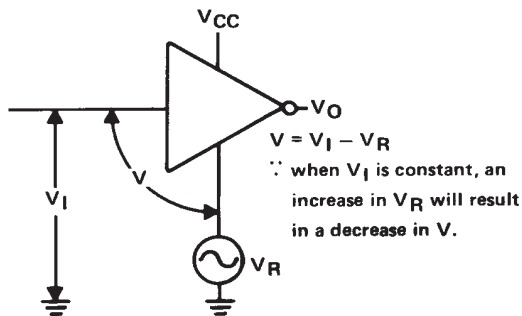 VCC
VO
V = VI – VR
∵ when VI is constant, an
increase in VR will result
in a decrease in V.
V
VI
VR